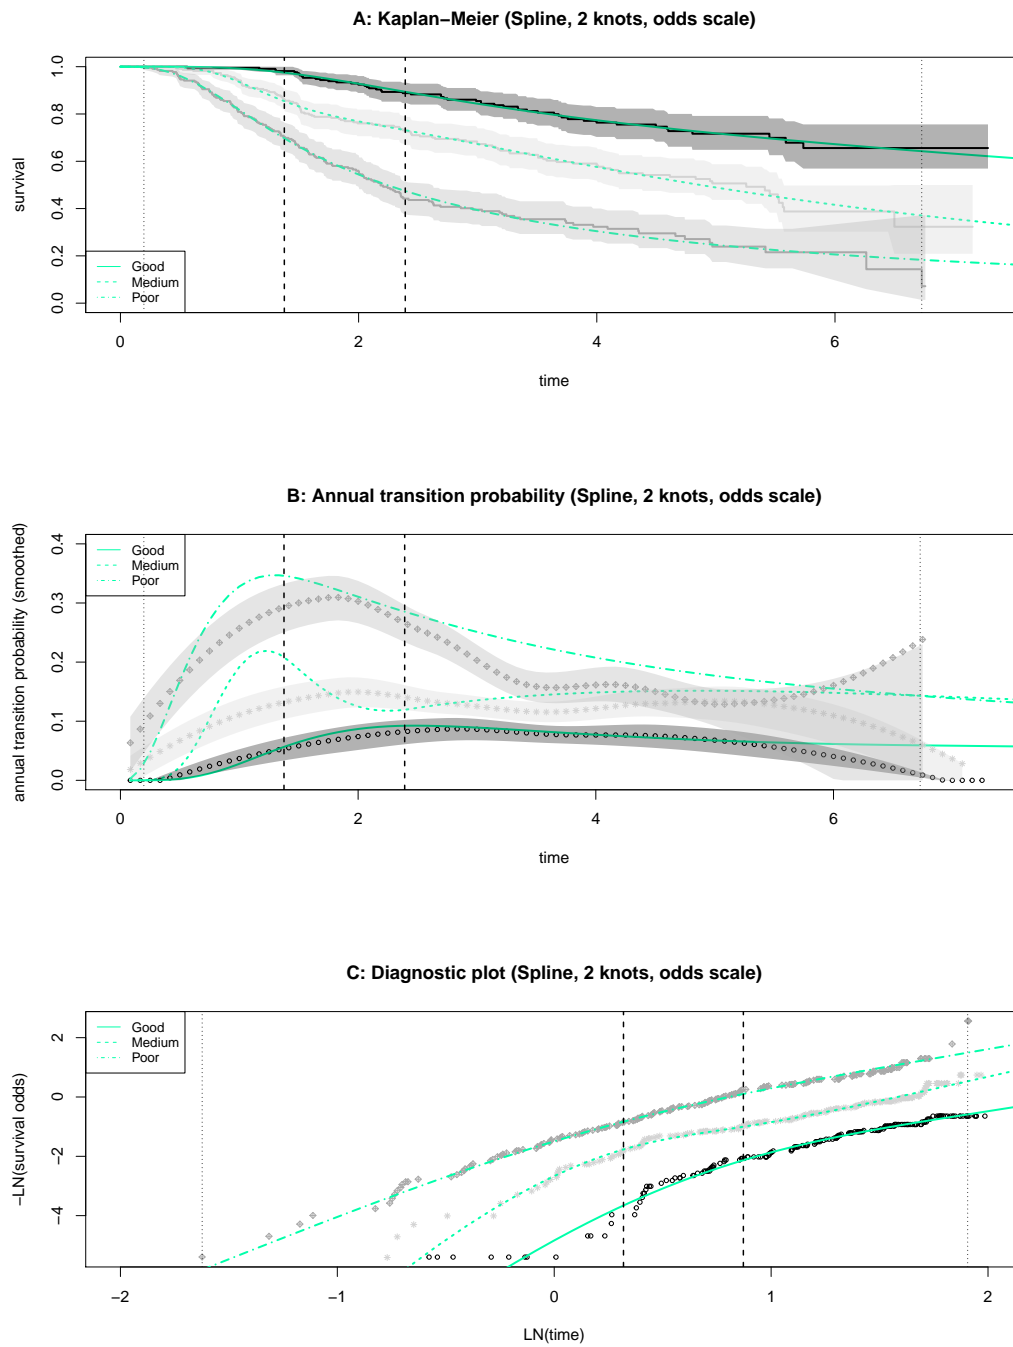 A: Kaplan−Meier (Spline, 2 knots, odds scale)
survival
1.0
0.8
0.6
0.4
0.2
0.0
Good
Medium
Poor
0 2 4 6
time
B: Annual transition probability (Spline, 2 knots, odds scale)
annual transition probability (smoothed)
0.4
0.3
0.2
0.1
0.0
Good
Medium
Poor
0 2 4 6
time
C: Diagnostic plot (Spline, 2 knots, odds scale)
−LN(survival odds)
2
0
−2
−4
Good
Medium
Poor
−2 −1 0 1 2
LN(time)